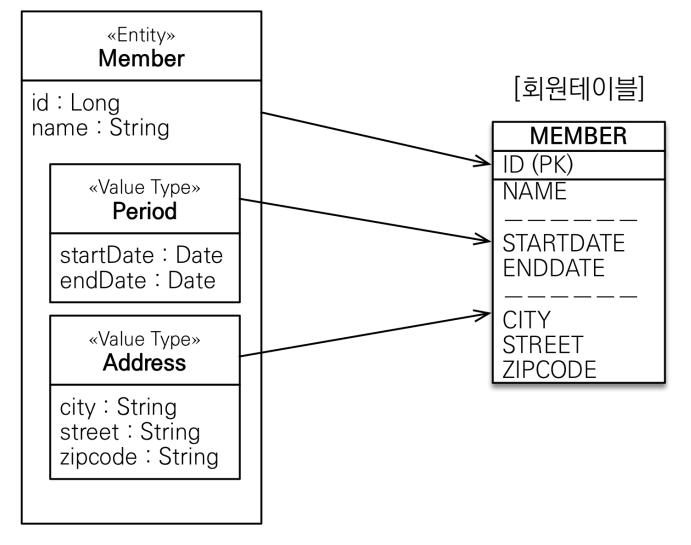 «Entity»
Member
id : Long
name : String
«Value Type»
Period
startDate : Date
endDate : Date
«Value Type»
Address
city : String
street : String
zipcode : String
[회원테이블]
MEMBER
ID (PK)
NAME
STARTDATE
ENDDATE
CITY
STREET
ZIPCODE